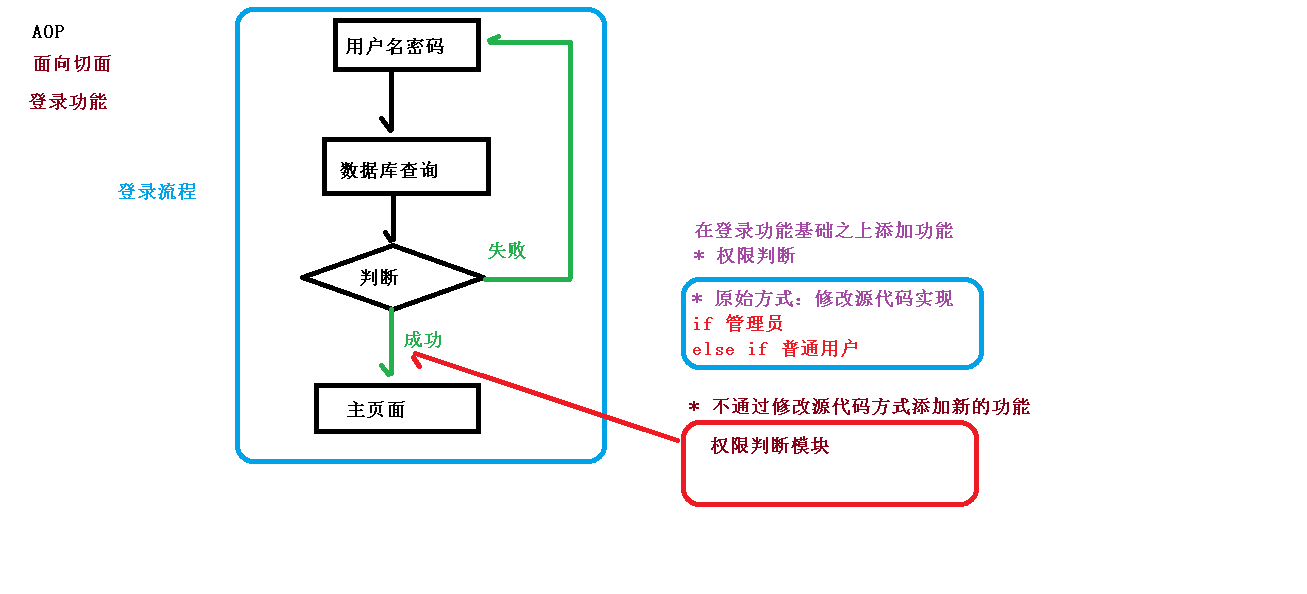 AOP
面向切面
登录功能
登录流程
用户名密码
数据库查询
判断
失败
成功
主页面
在登录功能基础之上添加功能
* 权限判断
* 原始方式：修改源代码实现
if 管理员
else if 普通用户
* 不通过修改源代码方式添加新的功能
权限判断模块